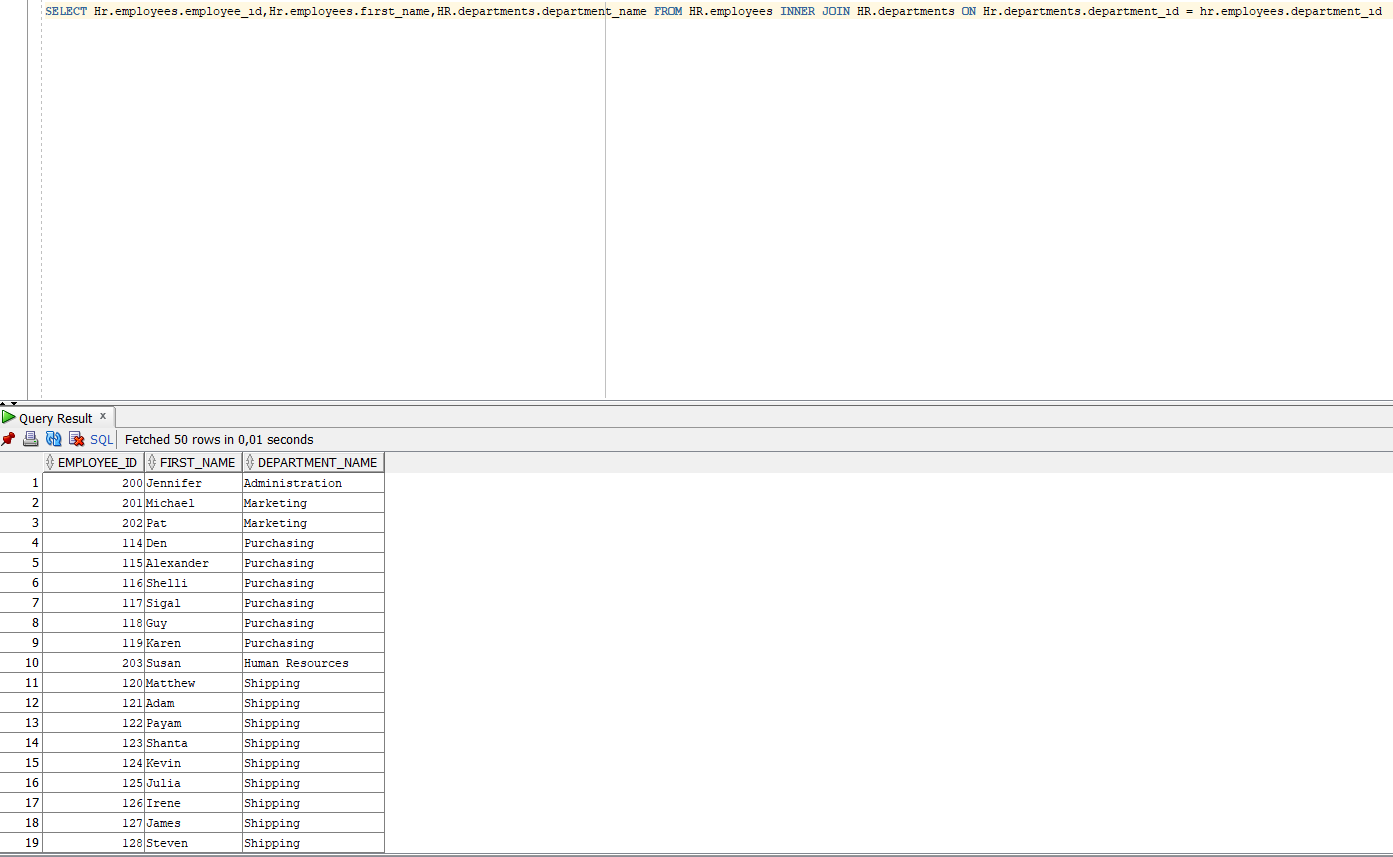 SELECT Hr.employees.employee_id,Hr.employees.first_name,HR.departments.department_name FROM HR.employees INNER JOIN HR.departments ON Hr.departments.department_id = hr.employees.department_id
Query Result x
SQL Fetched 50 rows in 0,01 seconds
EMPLOYEE_ID FIRST_NAME DEPARTMENT_NAME
1 200 Jennifer Administration
2 201 Michael Marketing
3 202 Pat Marketing
4 114 Den Purchasing
5 115 Alexander Purchasing
6 116 Shelli Purchasing
7 117 Sigal Purchasing
8 118 Guy Purchasing
9 119 Karen Purchasing
10 203 Susan Human Resources
11 120 Matthew Shipping
12 121 Adam Shipping
13 122 Payam Shipping
14 123 Shanta Shipping
15 124 Kevin Shipping
16 125 Julia Shipping
17 126 Irene Shipping
18 127 James Shipping
19 128 Steven Shipping